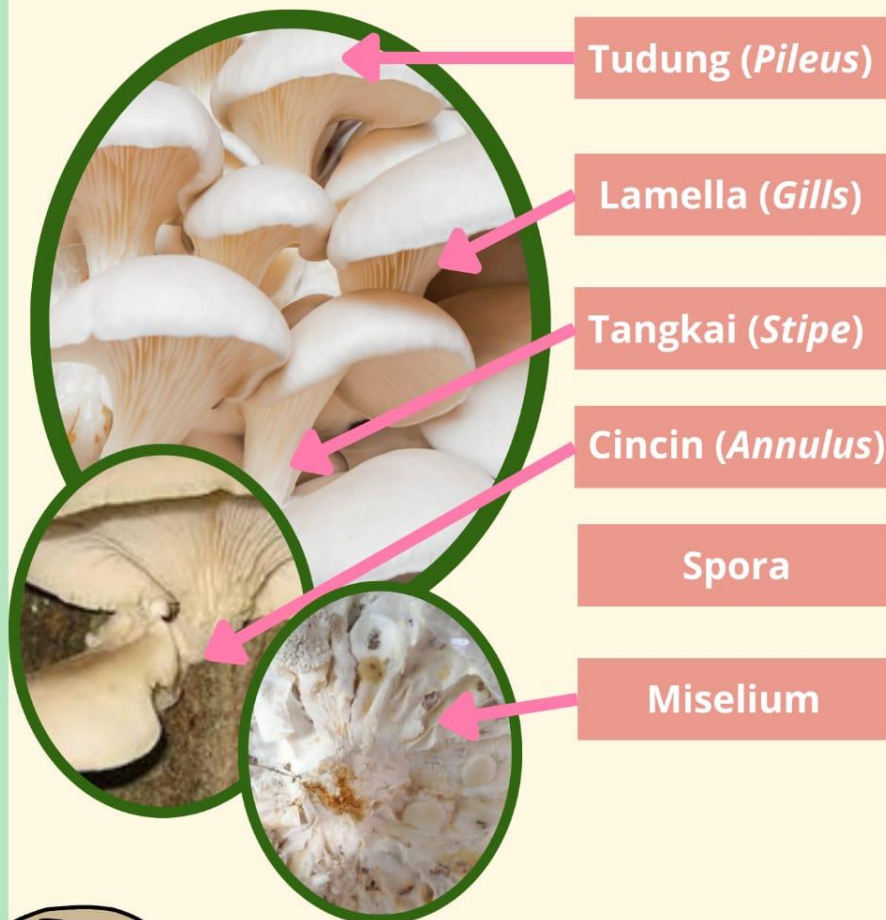 Tudung (Pileus)
Lamella (Gills)
Tangkai (Stipe)
Cincin (Annulus)
Spora
Miselium